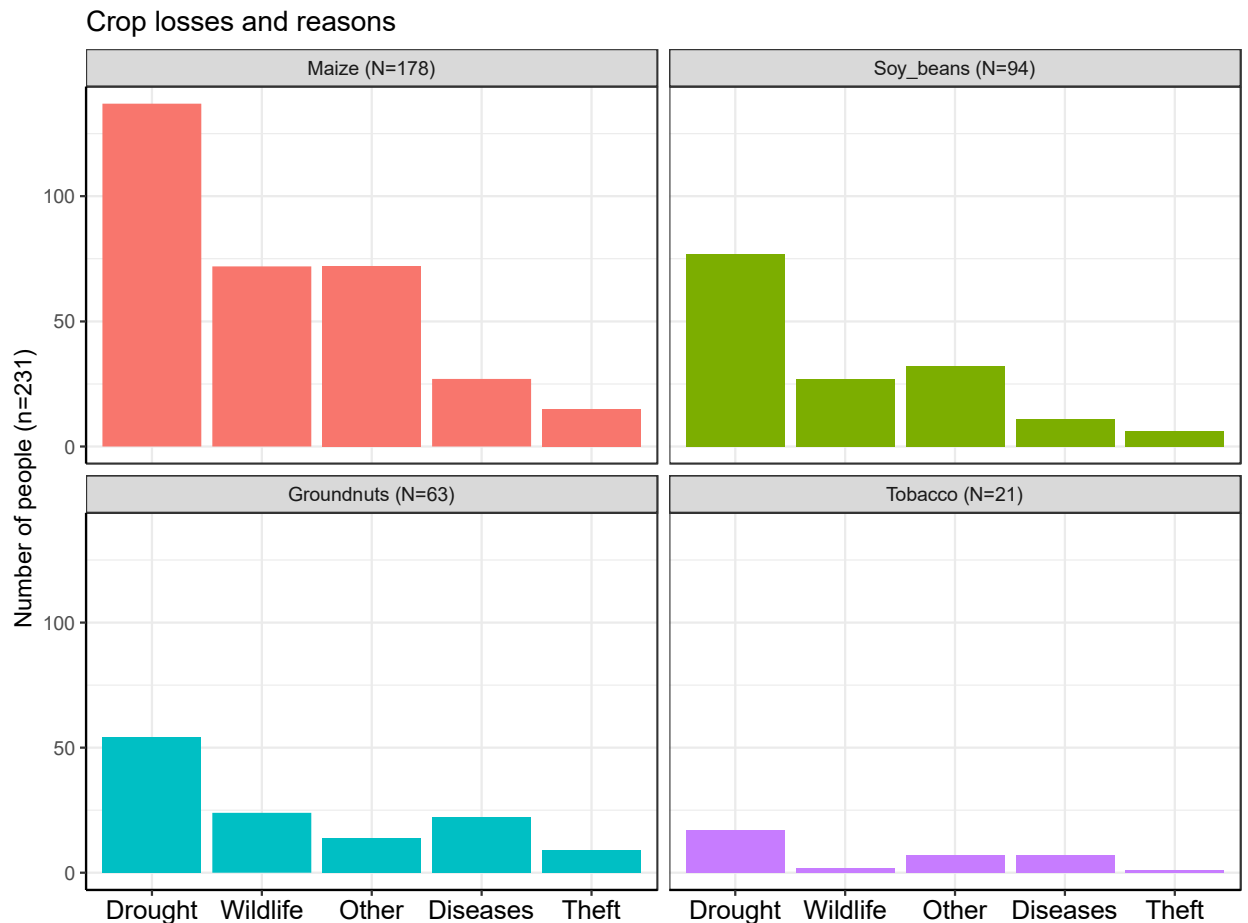 Crop losses and reasons
Maize (N=178)
Soy_beans (N=94)
100
50
0
Groundnuts (N=63)
Tobacco (N=21)
100
50
0
Number of people (n=231)
Drought Wildlife Other Diseases Theft
Drought Wildlife Other Diseases Theft